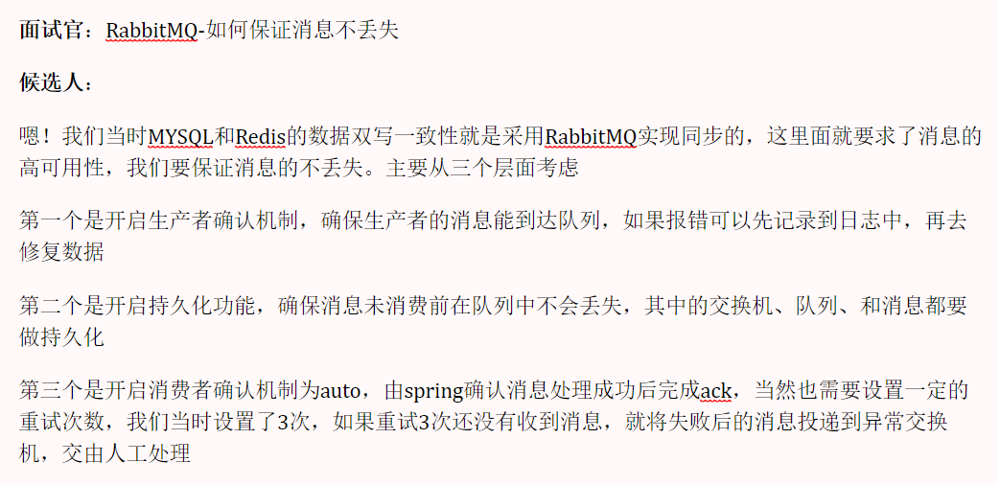 面试官：RabbitMQ-如何保证消息不丢失
候选人：
嗯！我们当时MYSQL和Redis的数据双写一致性就是采用RabbitMQ实现同步的，这里面就要求了消息的
高可用性，我们要保证消息的不丢失。主要从三个层面考虑
第一个是开启生产者确认机制，确保生产者的消息能到达队列，如果报错可以先记录到日志中，再去
修复数据
第二个是开启持久化功能，确保消息未消费前在队列中不会丢失，其中的交换机、队列、和消息都要
做持久化
第三个是开启消费者确认机制为auto，由spring确认消息处理成功后完成ack，当然也需要设置一定的
重试次数，我们当时设置了3次，如果重试3次还没有收到消息，就将失败后的消息投递到异常交换
机，交由人工处理